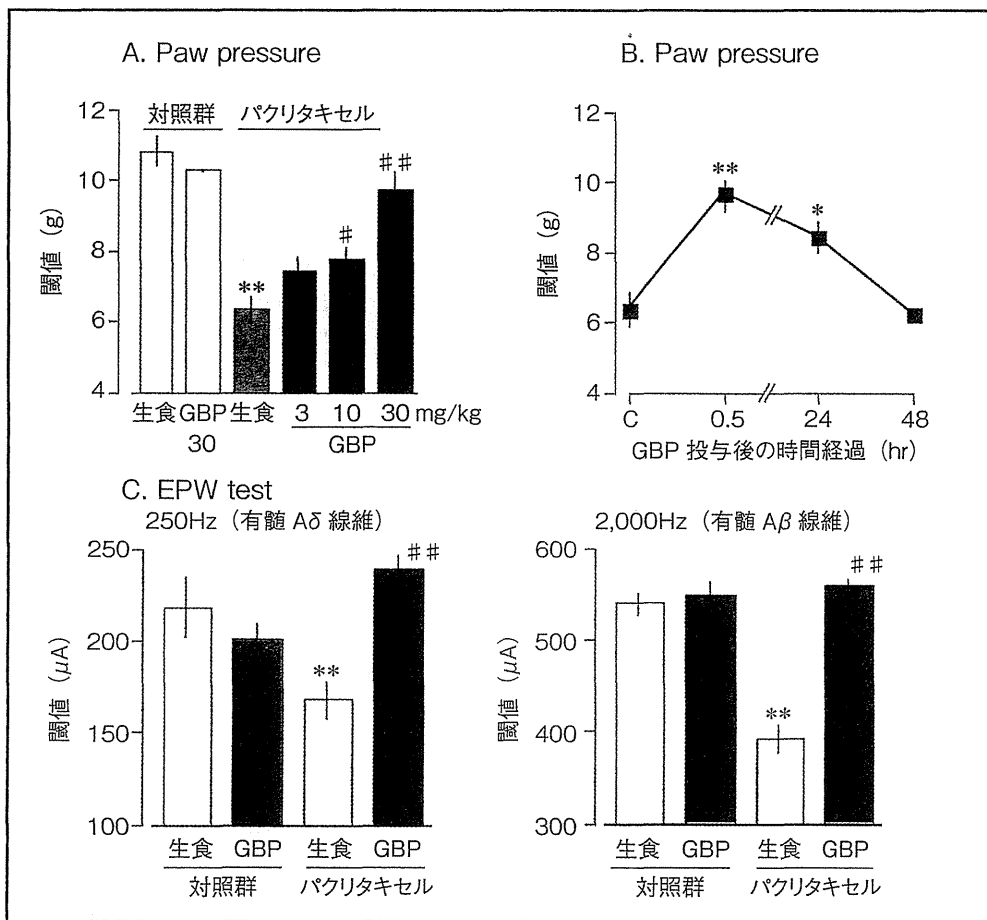 A. Paw pressure
対照群 パクリタキセル
閾値 (g)
12
10
8
6
4
**
#
##
生食 GBP 生食 3 10 30 mg/kg
30 GBP
B. Paw pressure
閾値 (g)
12
10
8
6
4
**
*
C 0.5 24 48
GBP 投与後の時間経過 (hr)
C. EPW test
250Hz (有髄 Aδ 線維)
閾値 (μA)
250
200
150
100
**
##
生食 GBP 生食 GBP
対照群 パクリタキセル
2,000Hz (有髄 Aβ 線維)
閾値 (μA)
600
500
400
300
**
##
生食 GBP 生食 GBP
対照群 パクリタキセル